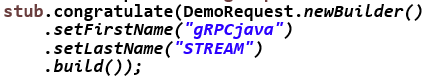 stub.congratulate(DemoRequest.newBuilder()
.setFirstName("gRPCjava")
.setLastName("STREAM")
.build());